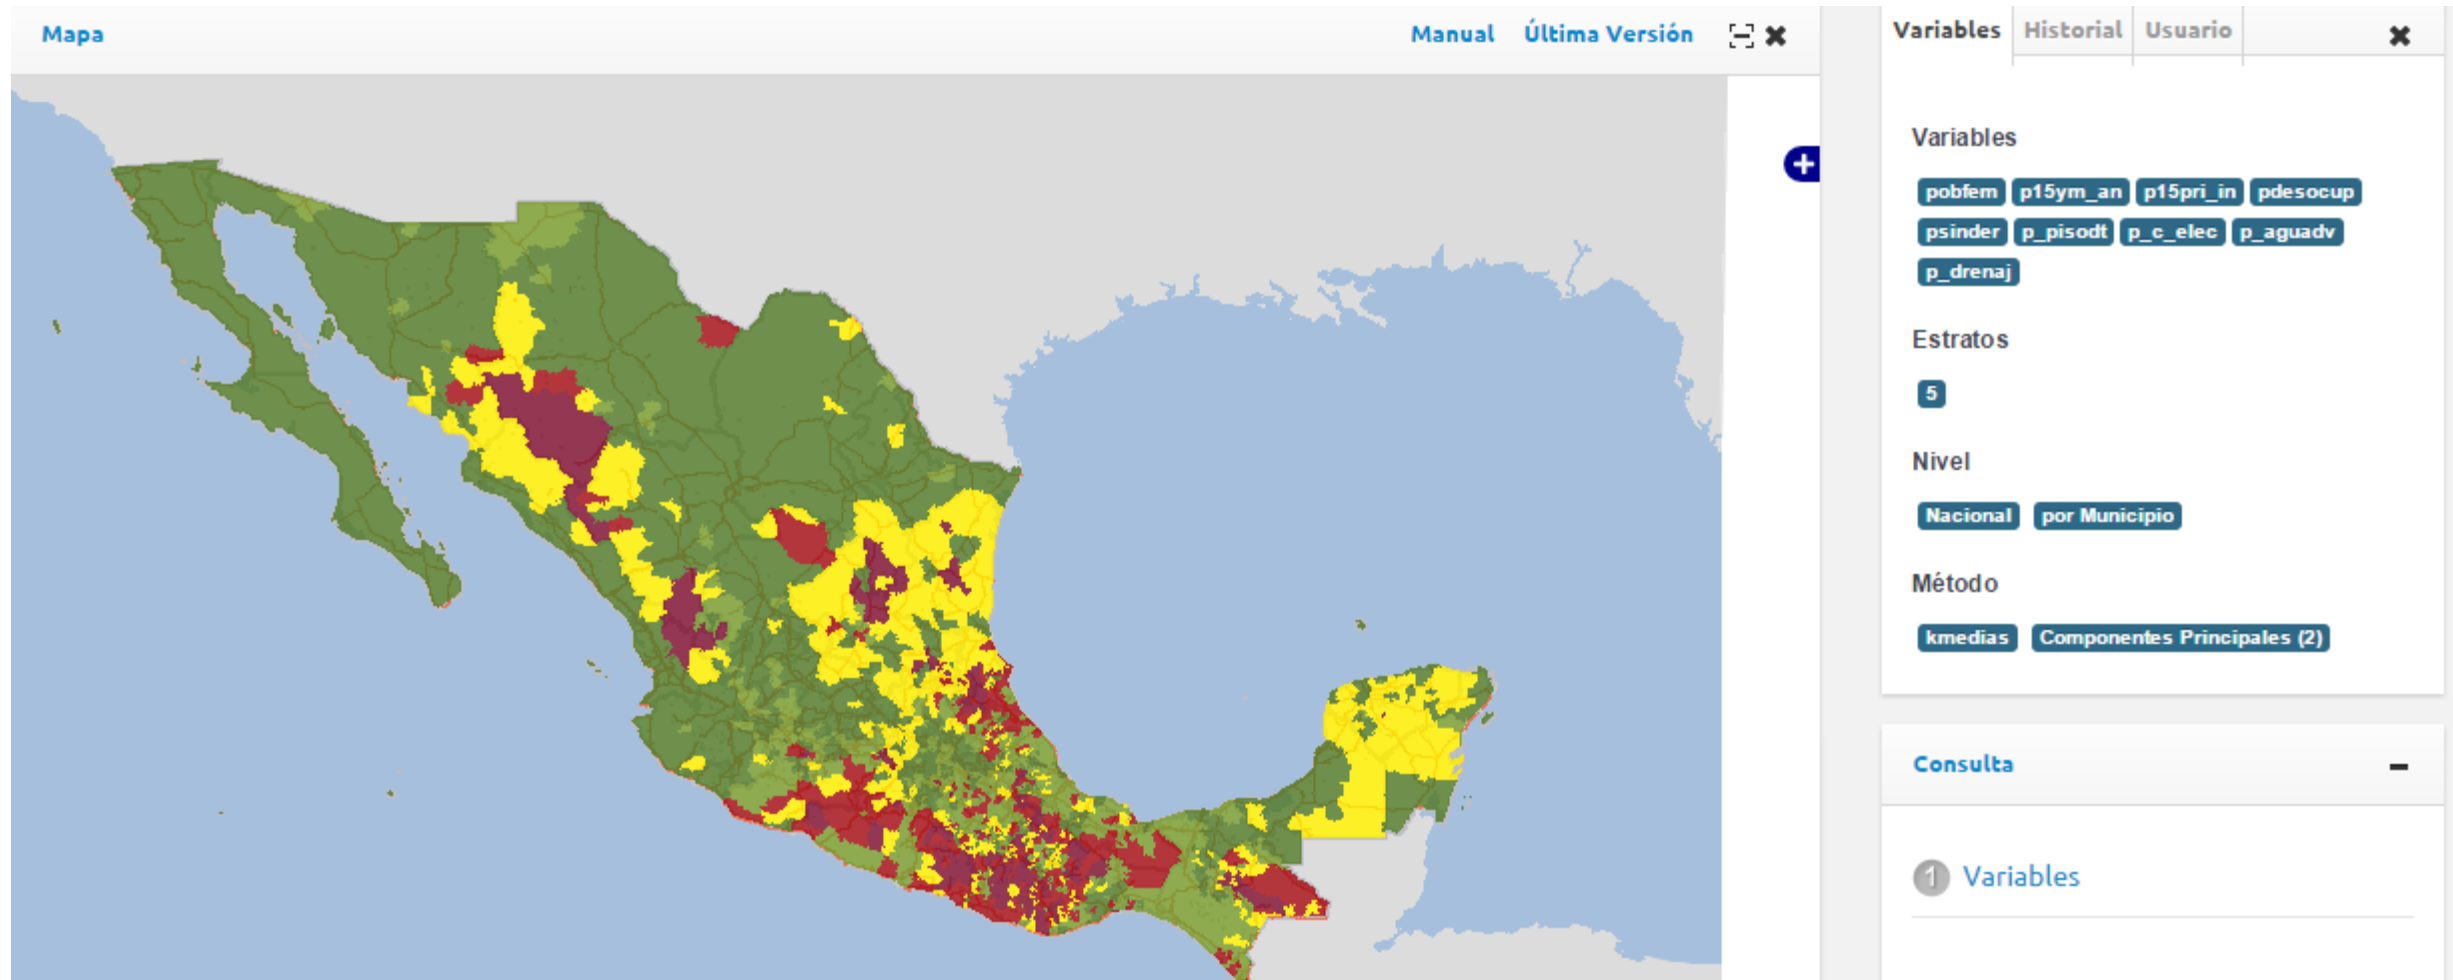 Mapa
Manual Última Versión
Variables Historial Usuario
Variables
pobfem p15ym_an p15pri_in pdesocup
psinder p_pisodt p_c_elec p_aguadv
p_drenaj
Estratos
5
Nivel
Nacional por Municipio
Método
kmedias Componentes Principales (2)
Consulta
1 Variables